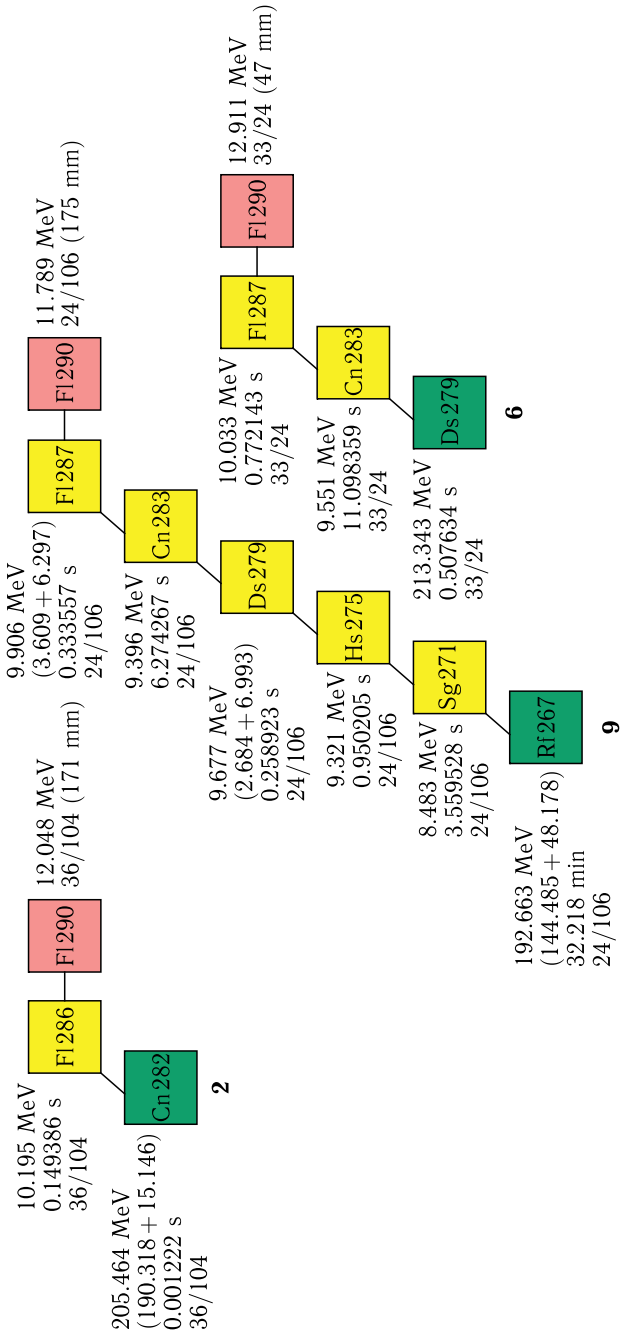 12.048 MeV
36/104 (171 mm)
Fl290
Fl286
10.195 MeV
0.149386 s
36/104
Cn282
205.464 MeV
(190.318+15.146)
0.001222 s
36/104
2
11.789 MeV
24/106 (175 mm)
Fl290
Fl287
9.906 MeV
(3.609+6.297)
0.333557 s
24/106
Cn283
9.396 MeV
6.274267 s
24/106
Ds279
9.677 MeV
(2.684+6.993)
0.258923 s
24/106
Hs275
9.321 MeV
0.950205 s
24/106
Sg271
8.483 MeV
3.559528 s
24/106
Rf267
192.663 MeV
(144.485+48.178)
32.218 min
24/106
9
12.911 MeV
33/24 (47 mm)
Fl290
Fl287
10.033 MeV
0.772143 s
33/24
Cn283
9.551 MeV
11.098359 s
33/24
Ds279
213.343 MeV
0.507634 s
33/24
6